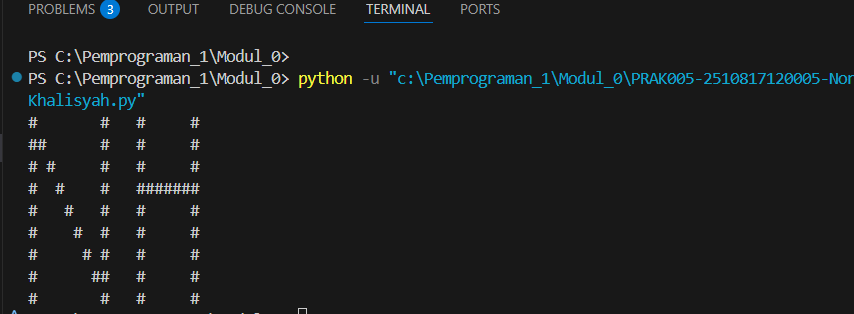 PROBLEMS 3 OUTPUT DEBUG CONSOLE TERMINAL PORTS
PS C:\Pemprograman_1\Modul_0>
PS C:\Pemprograman_1\Modul_0> python -u "c:\Pemprograman_1\Modul_0\PRAK005-2510817120005-Nor
Khalisyah.py"
#       #   #     #
##      #   #     #
# #     #   #     #
#  #    #   #######
#   #   #   #     #
#    #  #   #     #
#     # #   #     #
#      ##   #     #
#       #   #     #